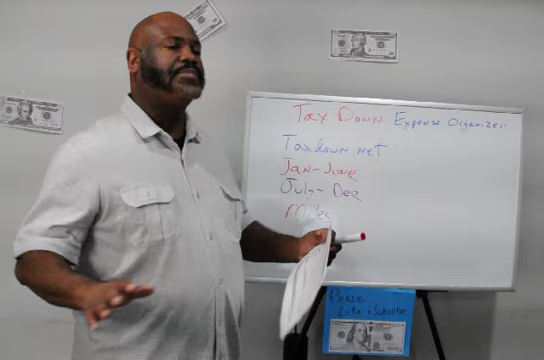 Tax Down Expense Organizer
Taxdown NET
Jan-June
July-Dec
Miles
Please
Like & Subscribe